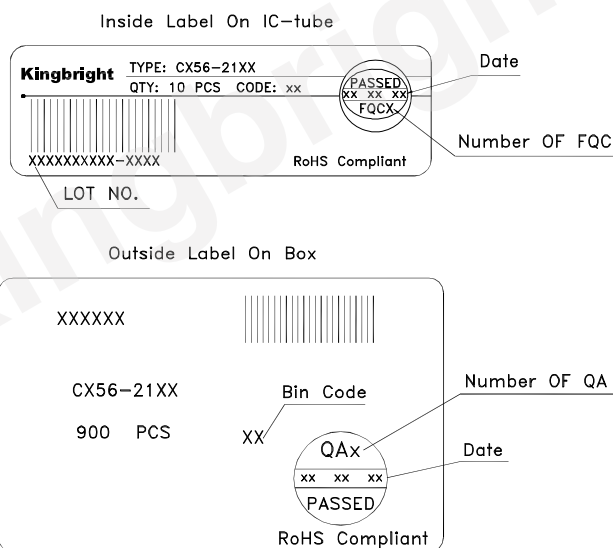 Inside Label On IC-tube
Kingbright
TYPE: CX56-21XX
QTY: 10 PCS CODE: xx
PASSED
xx xx xx
FQCX
Date
Number OF FQC
XXXXXXXXXX-XXXX
RoHS Compliant
LOT NO.
Outside Label On Box
XXXXXX
CX56-21XX
Bin Code
Number OF QA
900 PCS
XX
QAx
Date
xx xx xx
PASSED
RoHS Compliant